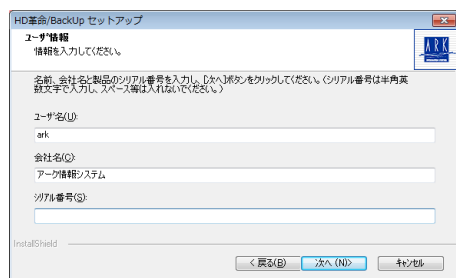 HD革命/BackUp セットアップ
ユーザ情報
情報を入力してください。
ARK
名前、会社名と製品のシリアル番号を入力し、[次へ]ボタンをクリックしてください。(シリアル番号は半角英
数文字で入力し、スペース等は入れないでください。)
ユーザ名(U):
ark
会社名(C):
アーク情報システム
シリアル番号(S):
InstallShield
< 戻る(B)
次へ (N)>
キャンセル